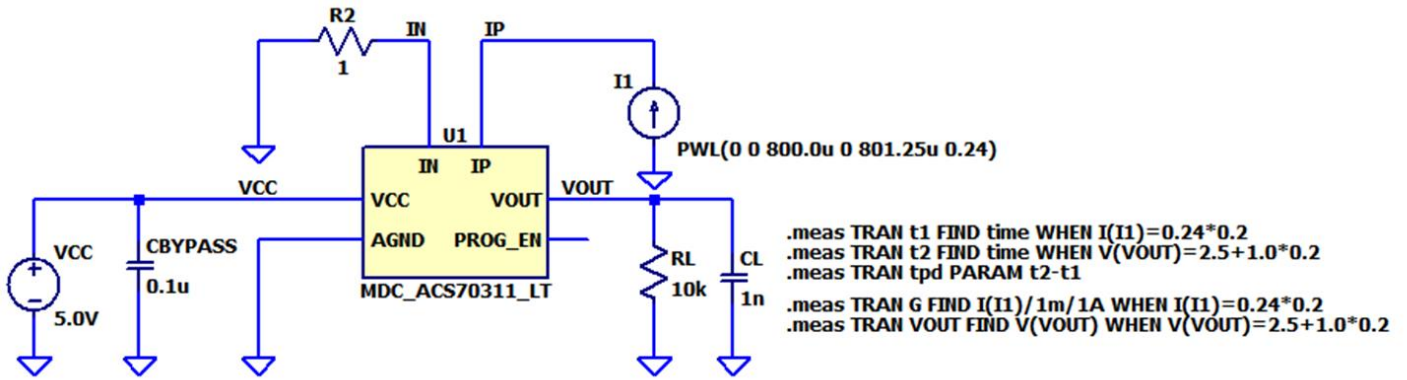 R2
IN
IP
1
I1
U1
PWL(0 0 800.0u 0 801.25u 0.24)
IN IP
VCC
VOUT
VCC
VOUT
AGND
PROG_EN
VCC
5.0V
CBYPASS
0.1u
MDC_ACS70311_LT
RL
10k
CL
1n
.meas TRAN t1 FIND time WHEN I(I1)=0.24*0.2
.meas TRAN t2 FIND time WHEN V(VOUT)=2.5+1.0*0.2
.meas TRAN tpd PARAM t2-t1
.meas TRAN G FIND I(I1)/1m/1A WHEN I(I1)=0.24*0.2
.meas TRAN VOUT FIND V(VOUT) WHEN V(VOUT)=2.5+1.0*0.2